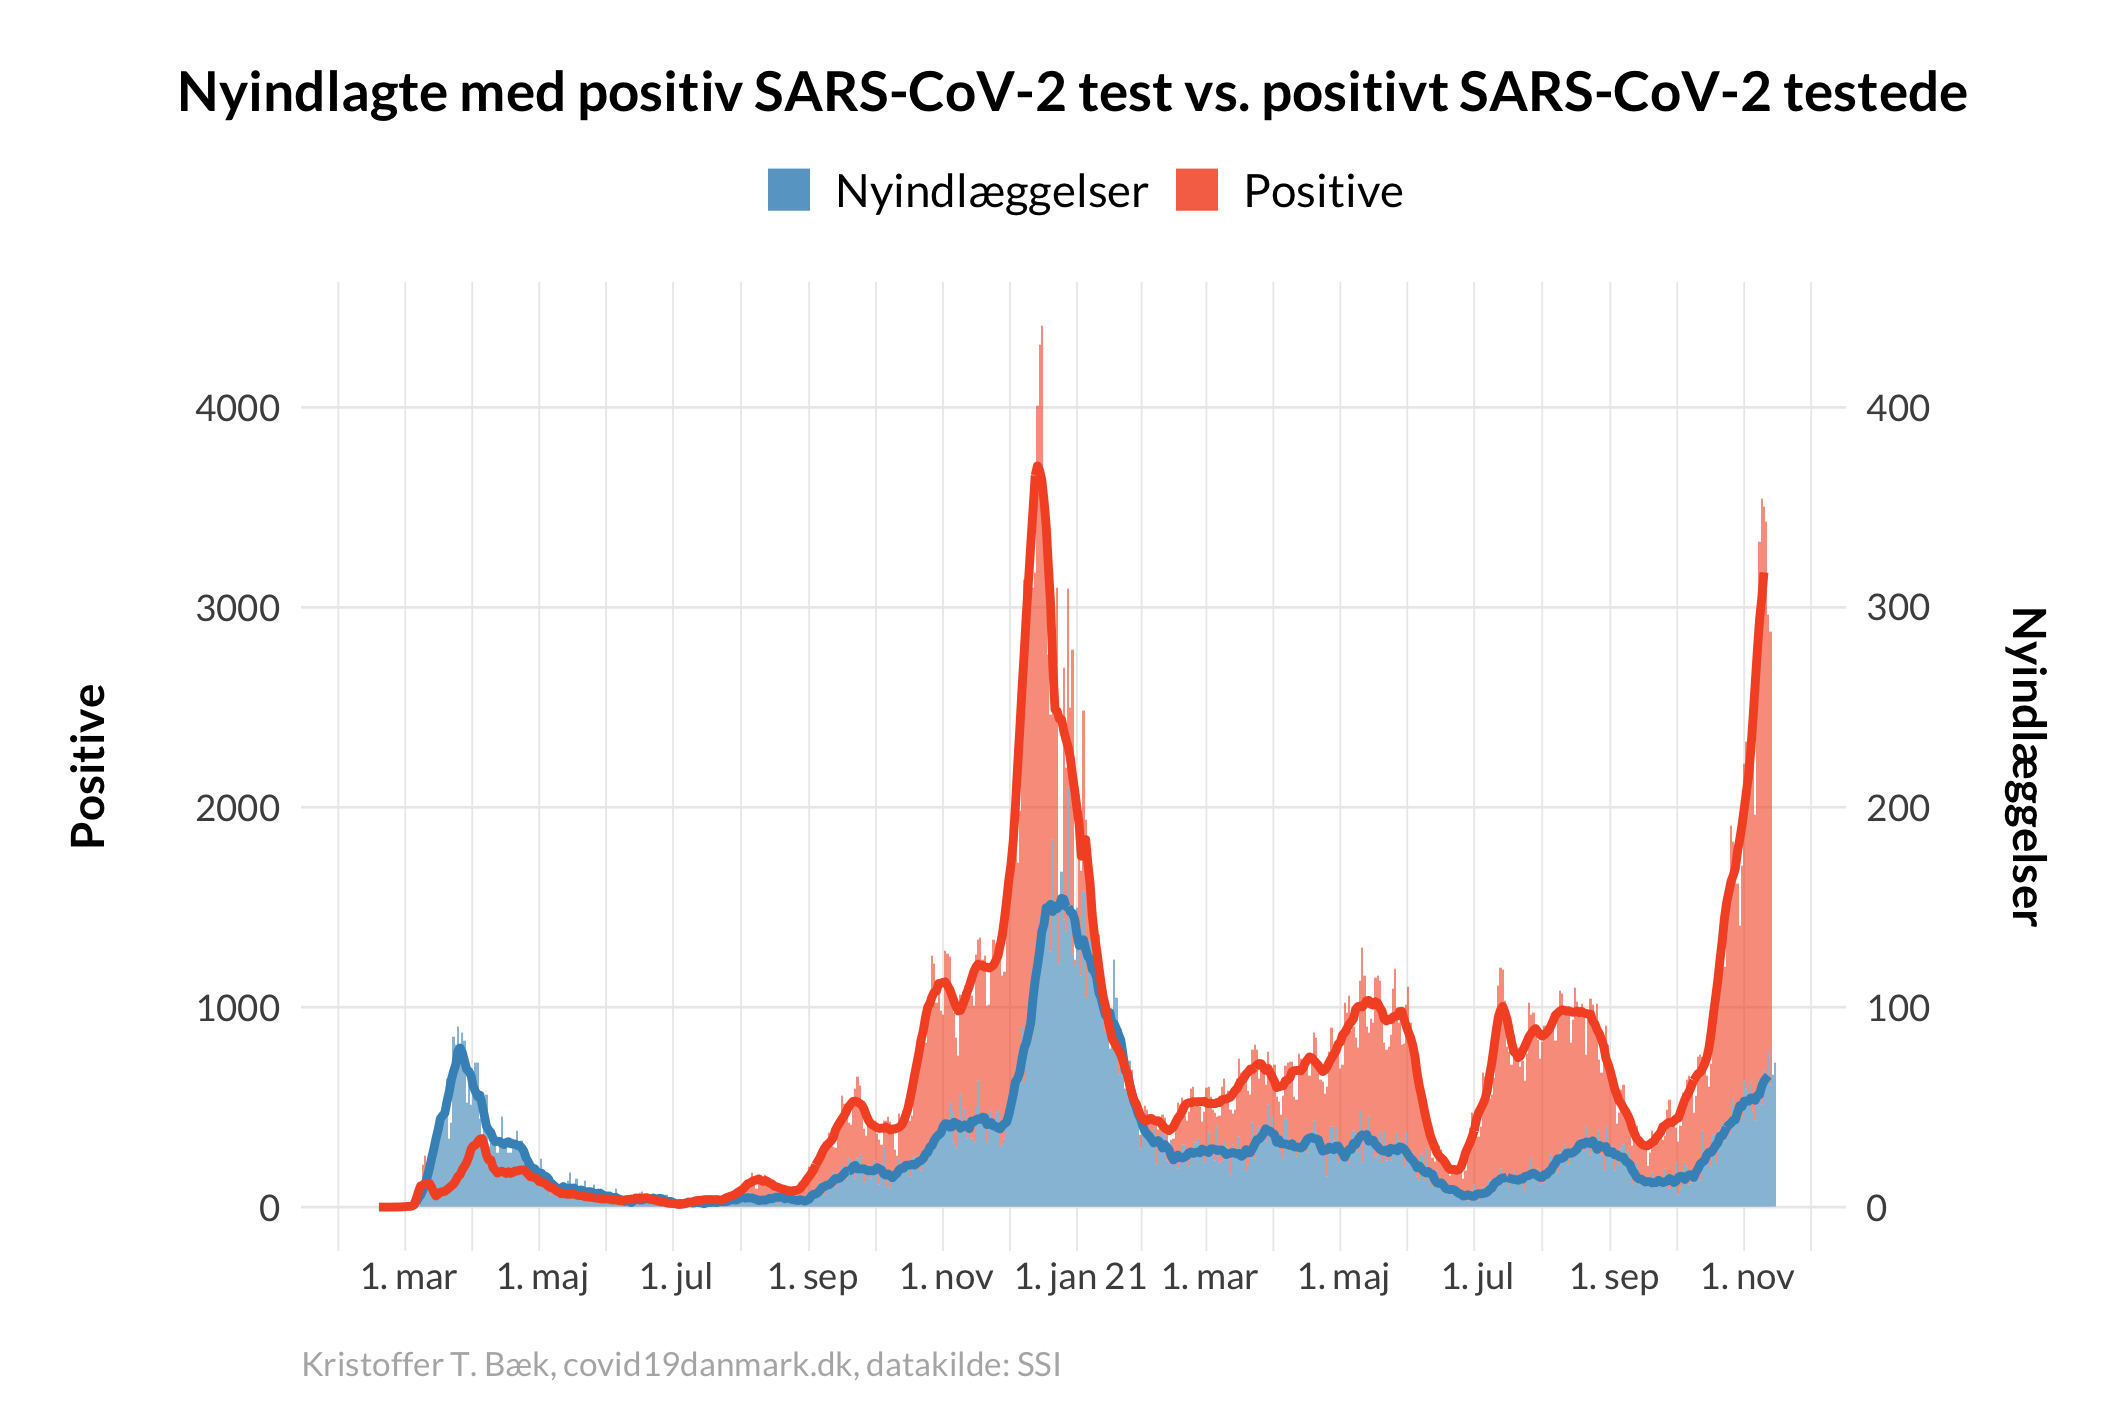 Nyindlagte med positiv SARS-CoV-2 test vs. positivt SARS-CoV-2 testede
Nyindlæggelser Positive
4000
3000
2000
1000
0
Positive
400
300
200
100
0
Nyindlæggelser
1. mar 1. maj 1. jul 1. sep 1. nov 1. jan 21 1. mar 1. maj 1. jul 1. sep 1. nov
Kristoffer T. Bæk, covid19danmark.dk, datakilde: SSI